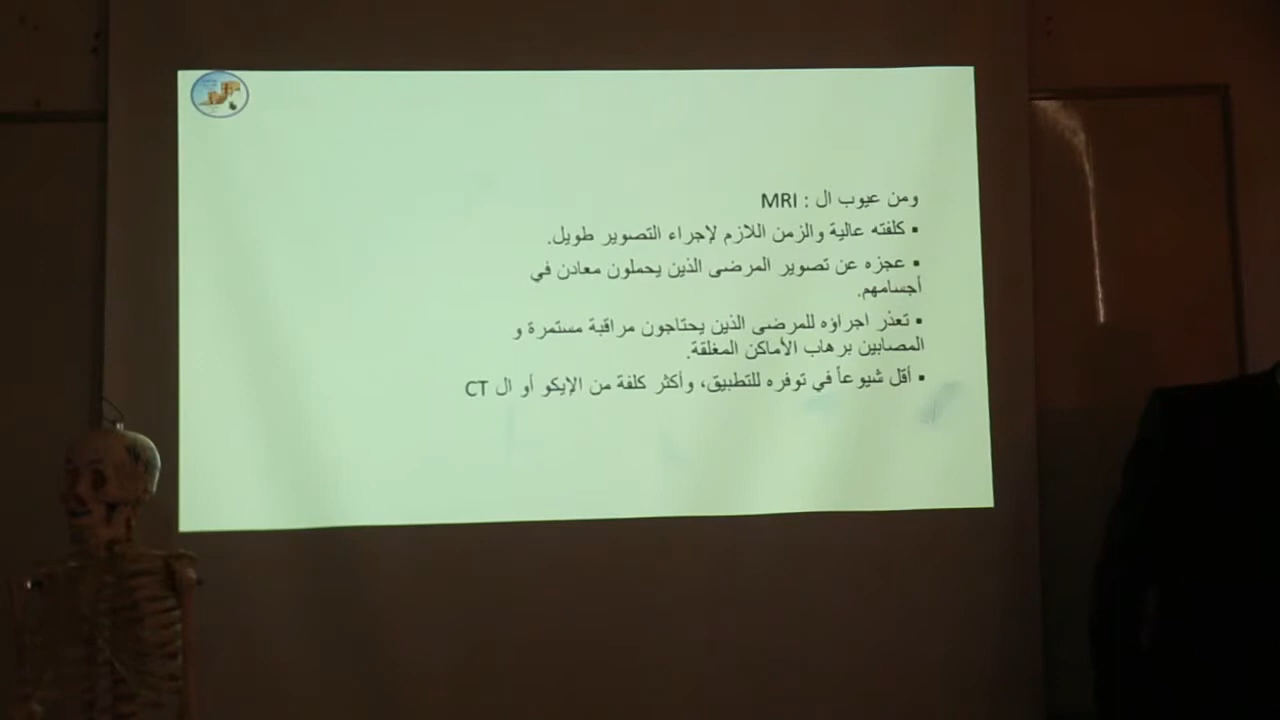 ومن عيوب ال : MRI
▪ كلفته عالية والزمن اللازم لإجراء التصوير طويل.
▪ عجزه عن تصوير المرضى الذين يحملون معادن في
أجسامهم.
▪ تعذر اجراؤه للمرضى الذين يحتاجون مراقبة مستمرة و
المصابين برهاب الأماكن المغلقة.
▪ أقل شيوعاً في توفره للتطبيق، وأكثر كلفة من الإيكو أو ال CT